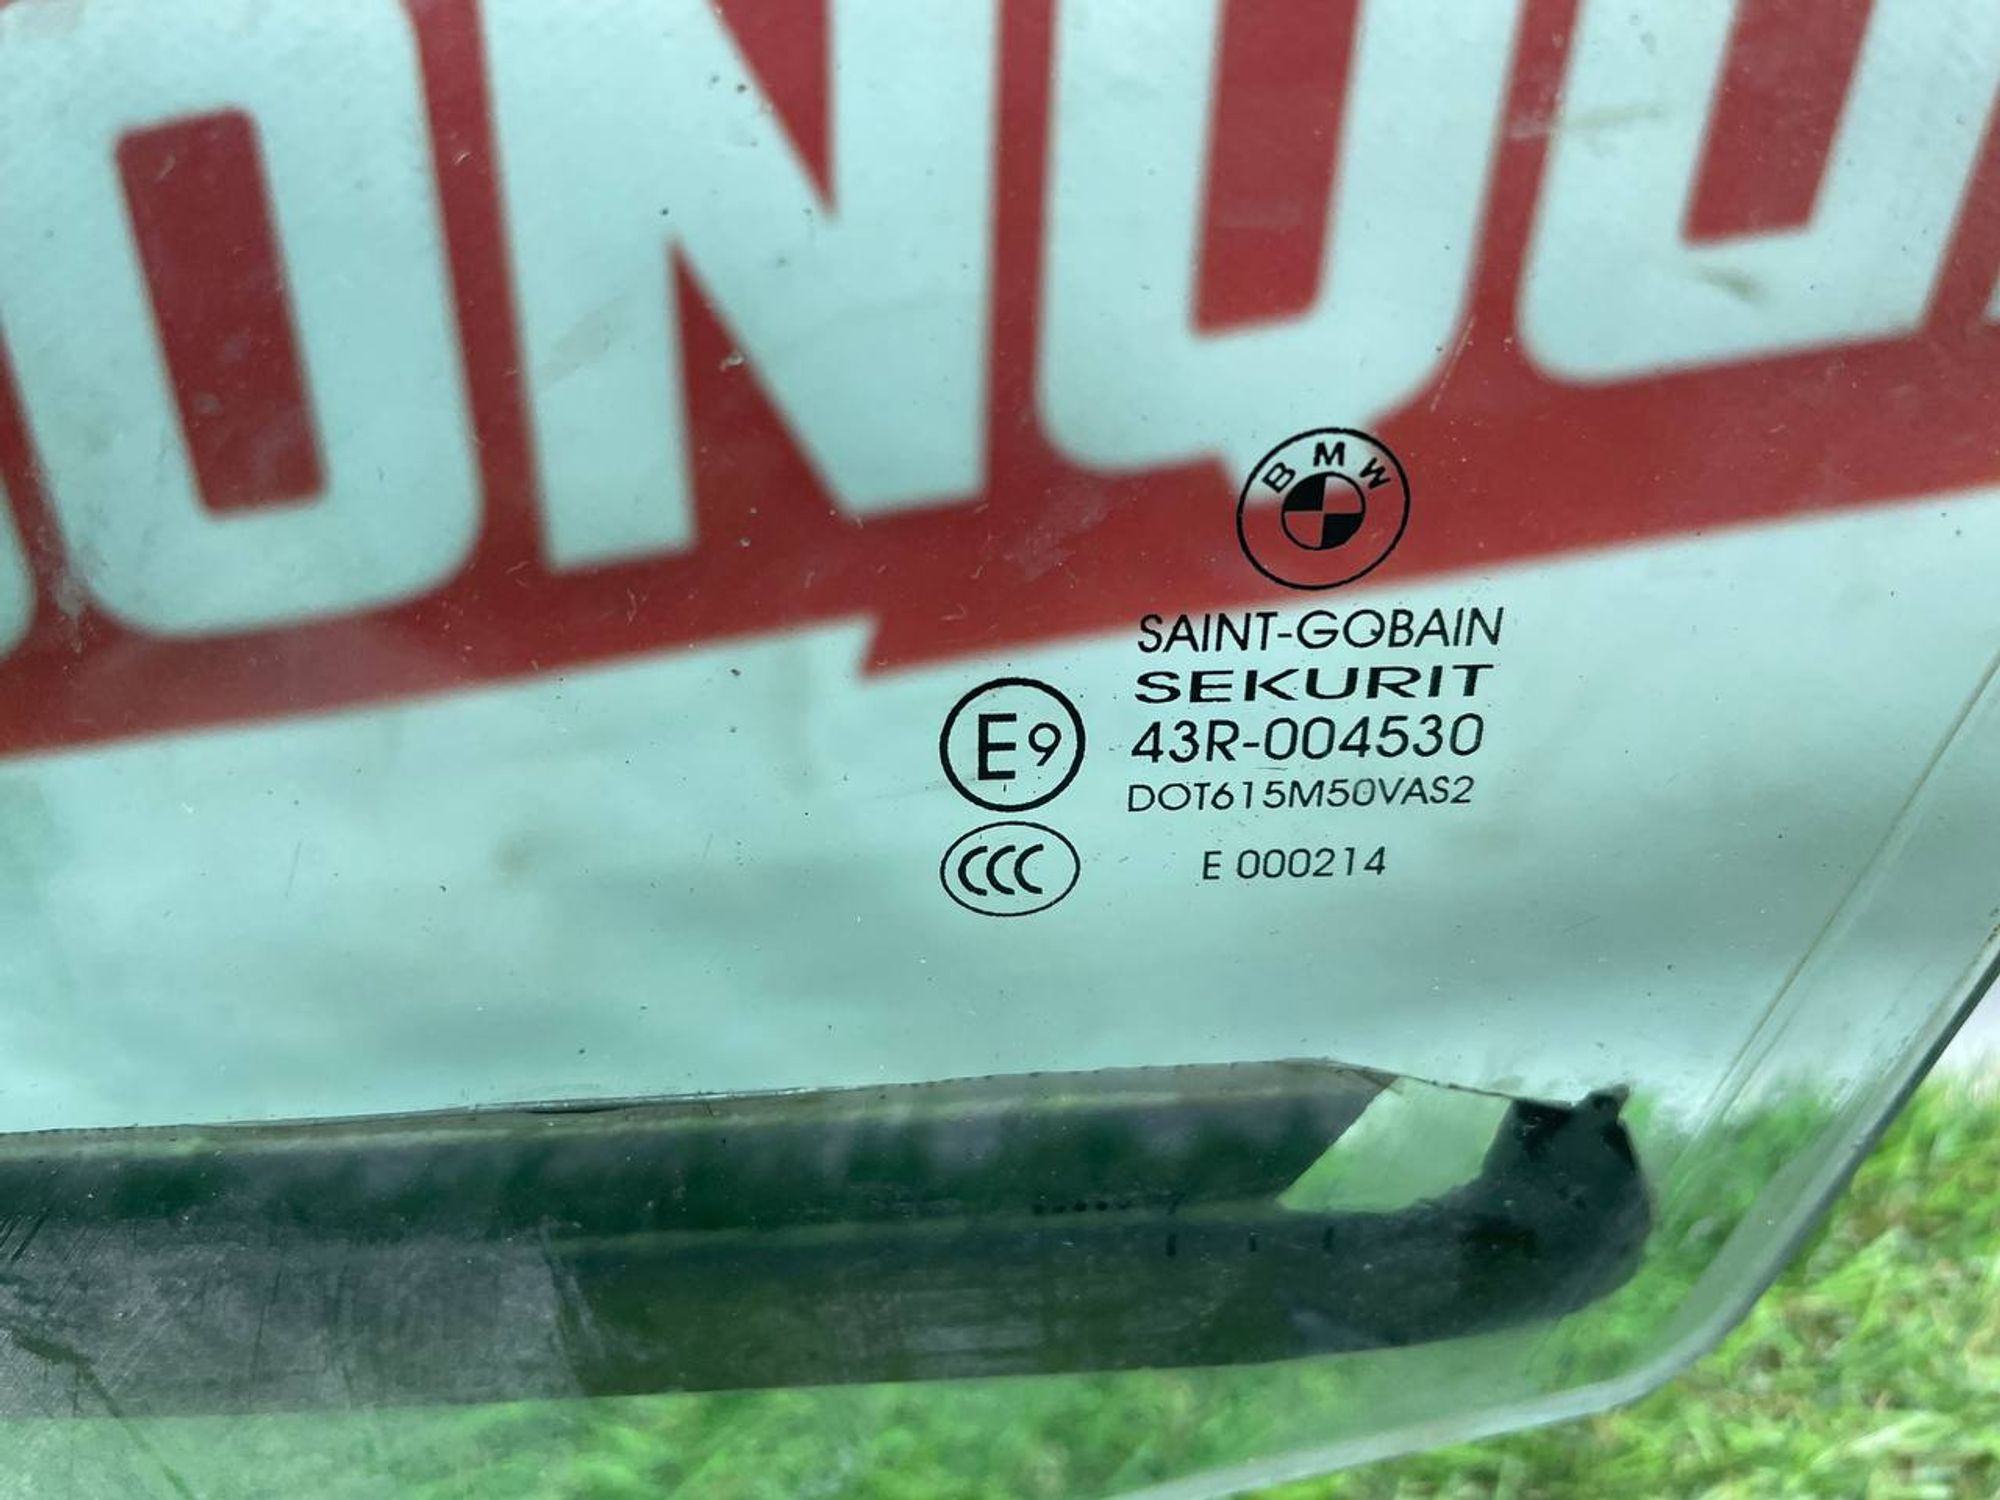 BMW
SAINT-GOBAIN
SEKURIT
43R-004530
E9
DOT615M50VAS2
CCC
E 000214